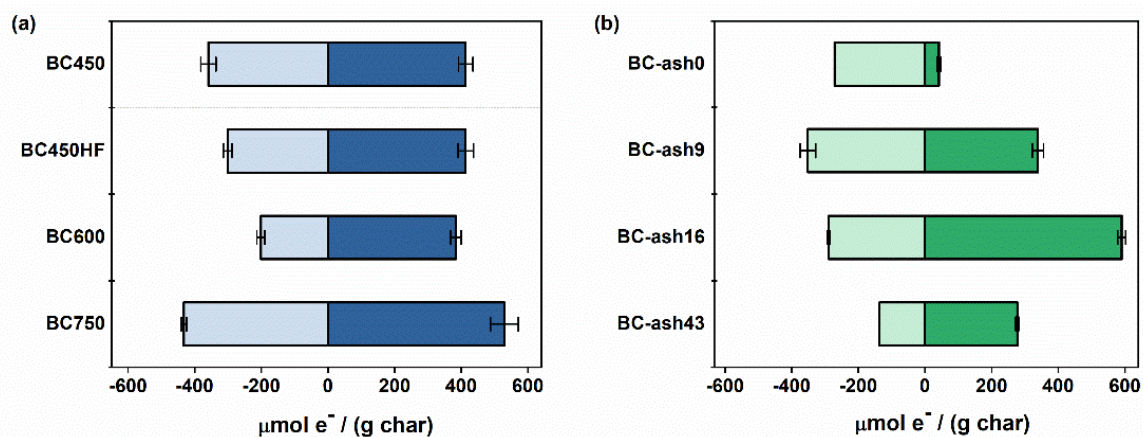 (a)
BC450
BC450HF
BC600
BC750
-600 -400 -200 0 200 400 600
μmol e⁻ / (g char)
(b)
BC-ash0
BC-ash9
BC-ash16
BC-ash43
-600 -400 -200 0 200 400 600
μmol e⁻ / (g char)